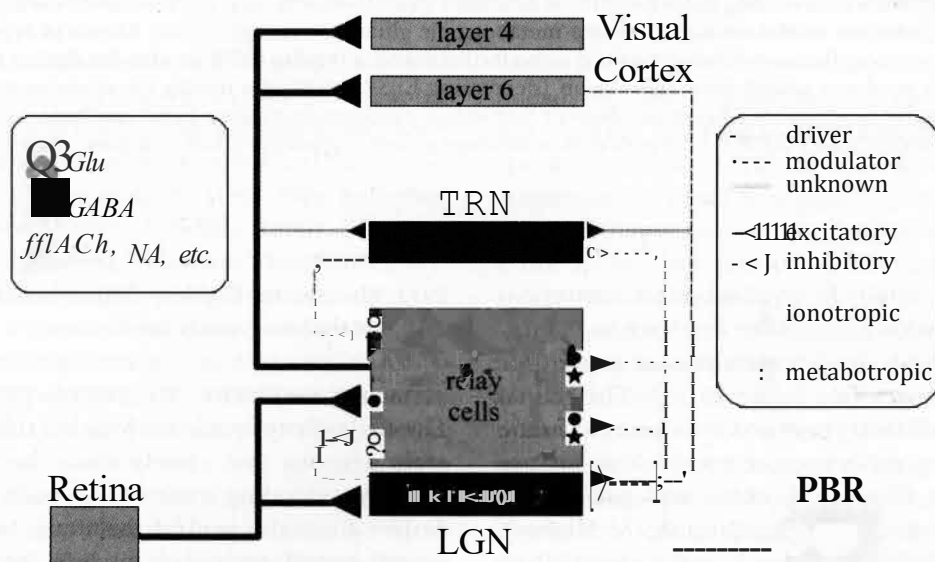 layer 4
Visual
Cortex
layer 6
Glu
GABA
ACh, NA, etc.
driver
modulator
unknown
excitatory
inhibitory
ionotropic
metabotropic
TRN
relay
cells
Retina
LGN
PBR